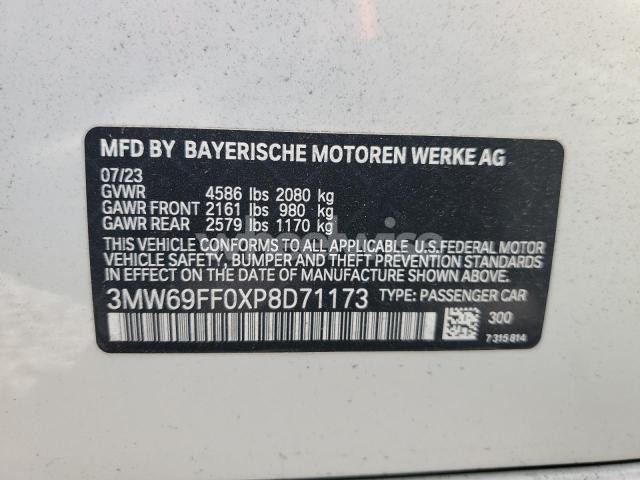 MFD BY BAYERISCHE MOTOREN WERKE AG
07/23
GVWR 4586 lbs 2080 kg
GAWR FRONT 2161 lbs 980 kg
GAWR REAR 2579 lbs 1170 kg
THIS VEHICLE CONFORMS TO ALL APPLICABLE U.S.FEDERAL MOTOR
VEHICLE SAFETY, BUMPER AND THEFT PREVENTION STANDARDS
IN EFFECT ON THE DATE OF MANUFACTURE SHOWN ABOVE.
3MW69FF0XP8D71173 TYPE: PASSENGER CAR
300
7315814